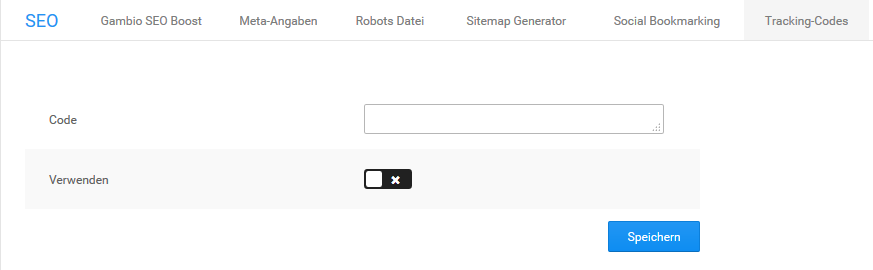 SEO Gambio SEO Boost Meta-Angaben Robots Datei Sitemap Generator Social Bookmarking Tracking-Codes
Code
Verwenden
Speichern